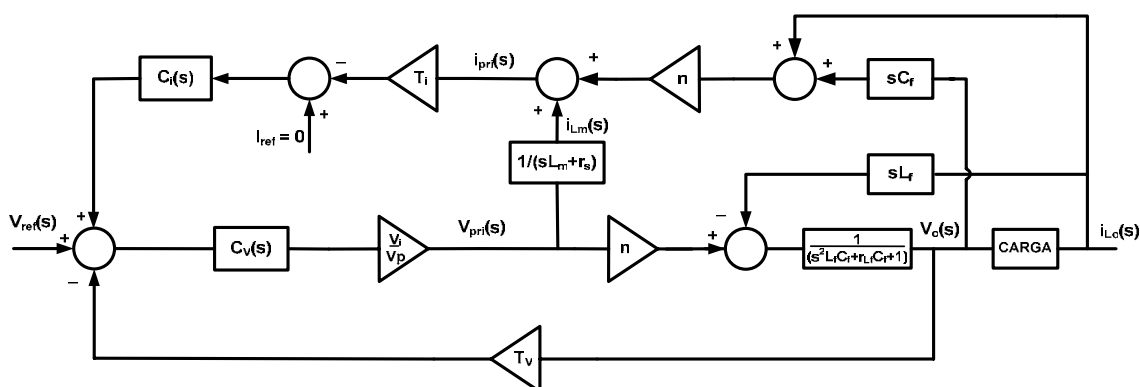 +
C_i(s)
−
T_i
i_pri(s)
+
n
+
+
sC_f
I_ref = 0
+
+
i_Lm(s)
1/(sL_m+r_s)
sL_f
V_ref(s)
+
+
−
C_v(s)
V_i
V_p
V_pri(s)
n
+
−
1
(s²L_fC_f+r_LfC_f+1)
V_o(s)
CARGA
i_Lo(s)
T_v